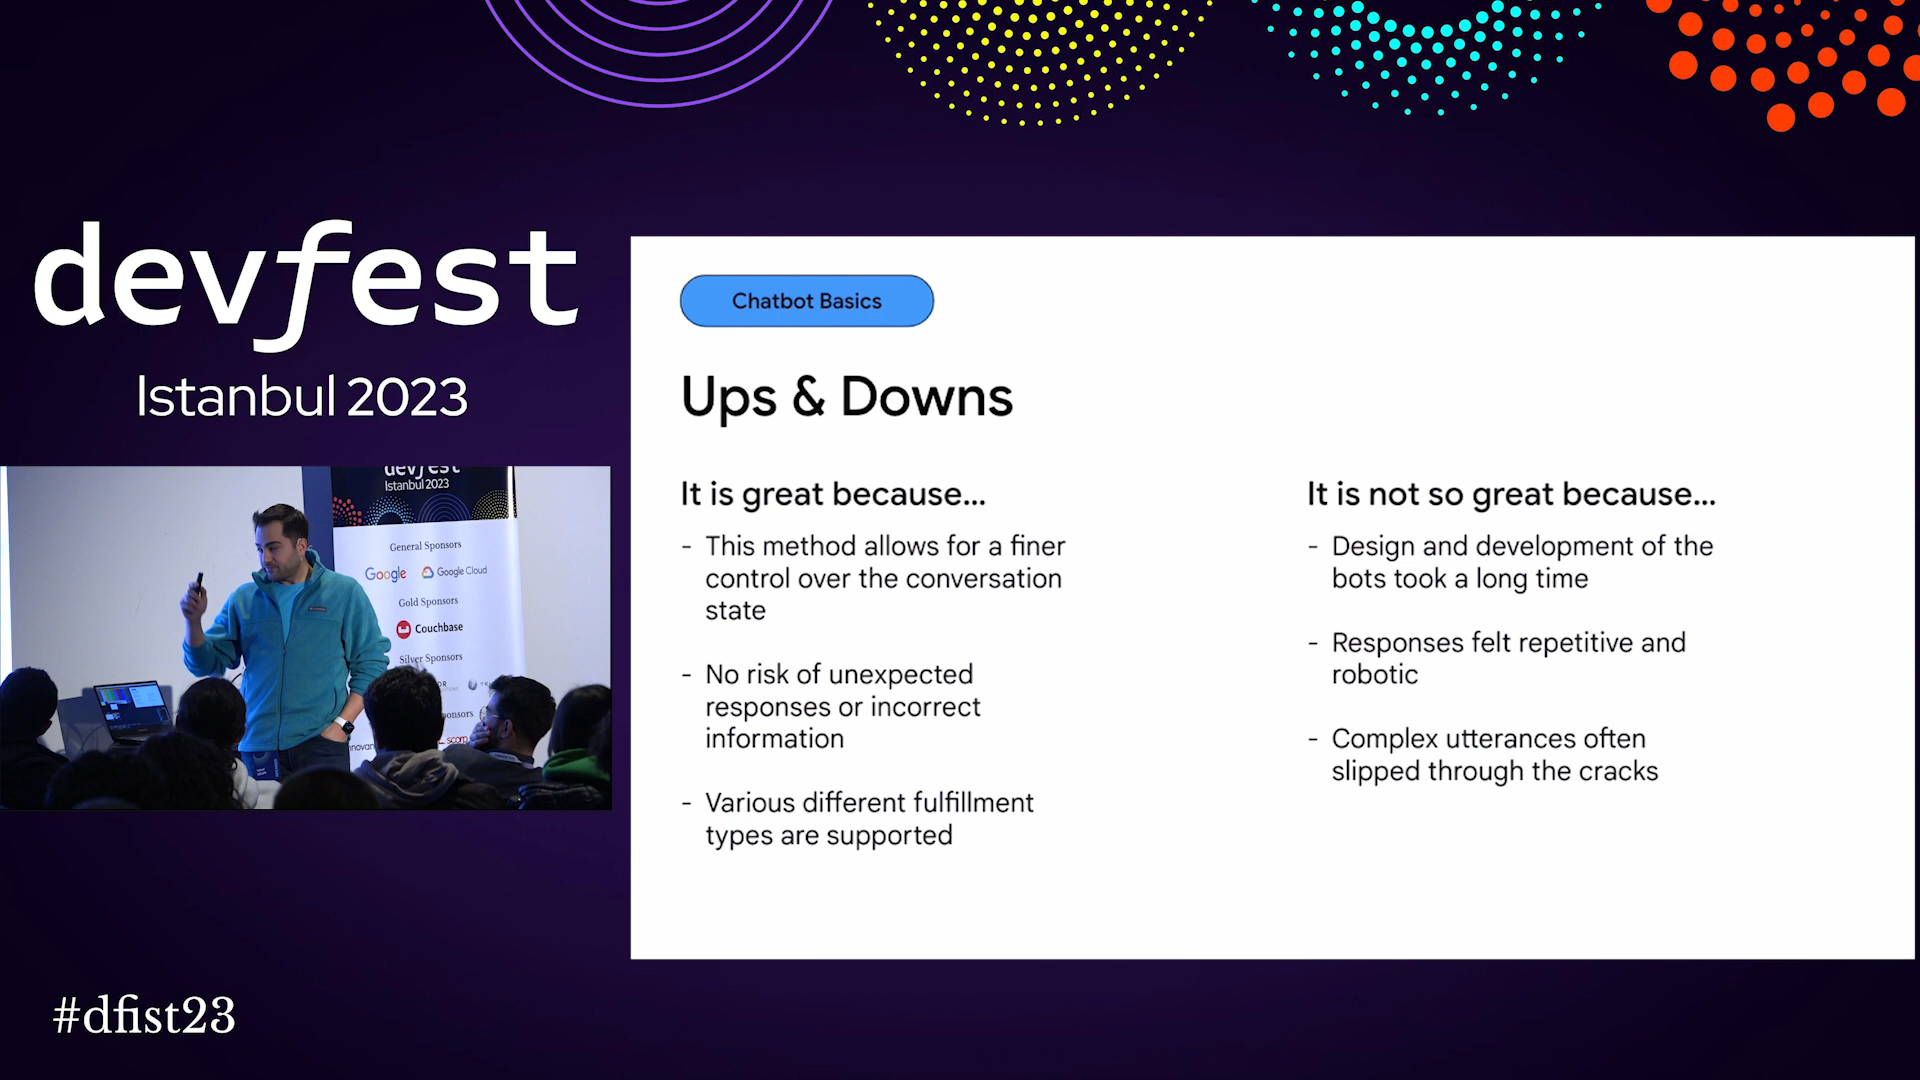 devfest
Istanbul 2023
devfest
Istanbul 2023
General Sponsors
Google Google Cloud
Gold Sponsors
Couchbase
Silver Sponsors
#dfist23
Chatbot Basics
Ups & Downs
It is great because...
- This method allows for a finer
control over the conversation
state
- No risk of unexpected
responses or incorrect
information
- Various different fulfillment
types are supported
It is not so great because...
- Design and development of the
bots took a long time
- Responses felt repetitive and
robotic
- Complex utterances often
slipped through the cracks